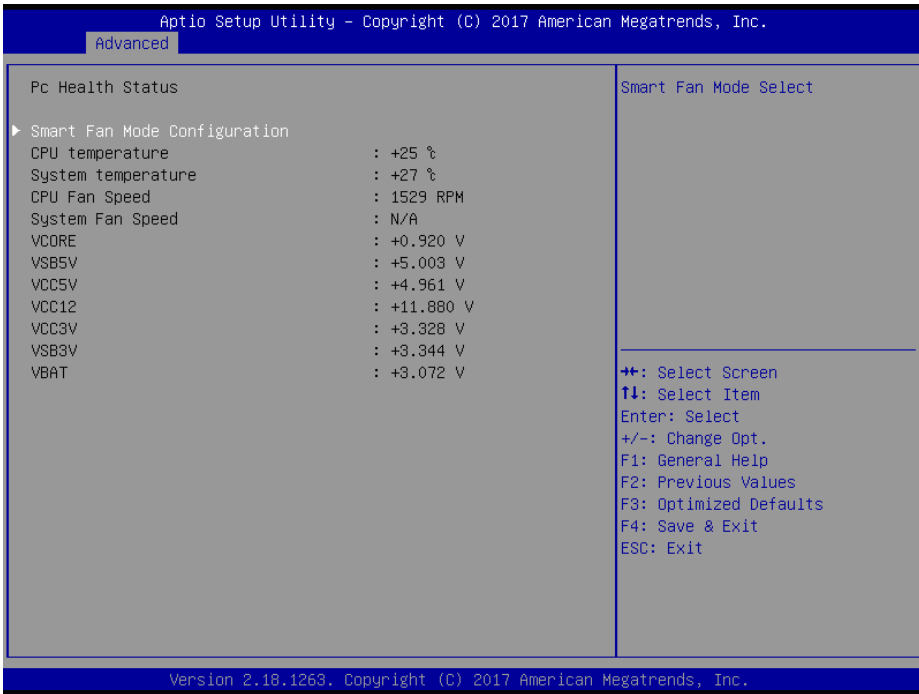 Aptio Setup Utility – Copyright (C) 2017 American Megatrends, Inc.
Advanced
Pc Health Status
Smart Fan Mode Configuration
CPU temperature : +25 ℃
System temperature : +27 ℃
CPU Fan Speed : 1529 RPM
System Fan Speed : N/A
VCORE : +0.920 V
VSB5V : +5.003 V
VCC5V : +4.961 V
VCC12 : +11.880 V
VCC3V : +3.328 V
VSB3V : +3.344 V
VBAT : +3.072 V
Smart Fan Mode Select
→←: Select Screen
↑↓: Select Item
Enter: Select
+/-: Change Opt.
F1: General Help
F2: Previous Values
F3: Optimized Defaults
F4: Save & Exit
ESC: Exit
Version 2.18.1263. Copyright (C) 2017 American Megatrends, Inc.